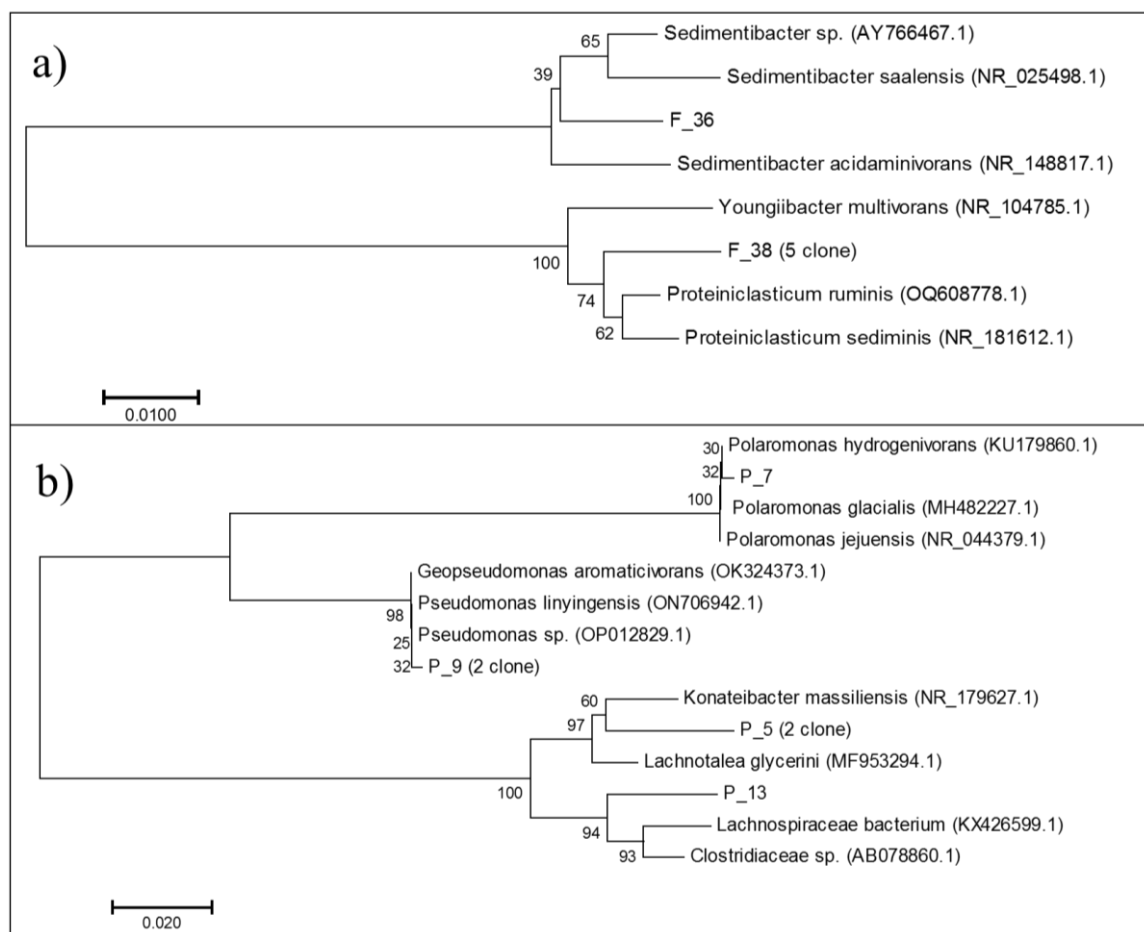 a)
65
Sedimentibacter sp. (AY766467.1)
39
Sedimentibacter saalensis (NR_025498.1)
F_36
Sedimentibacter acidaminivorans (NR_148817.1)
Youngiibacter multivorans (NR_104785.1)
100
F_38 (5 clone)
74
Proteiniclasticum ruminis (OQ608778.1)
62
Proteiniclasticum sediminis (NR_181612.1)
0.0100
b)
30
Polaromonas hydrogenivorans (KU179860.1)
32
P_7
100
Polaromonas glacialis (MH482227.1)
Polaromonas jejuensis (NR_044379.1)
Geopseudomonas aromaticivorans (OK324373.1)
98
Pseudomonas linyingensis (ON706942.1)
25
Pseudomonas sp. (OP012829.1)
32
P_9 (2 clone)
60
Konateibacter massiliensis (NR_179627.1)
97
P_5 (2 clone)
Lachnotalea glycerini (MF953294.1)
100
P_13
94
Lachnospiraceae bacterium (KX426599.1)
93
Clostridiaceae sp. (AB078860.1)
0.020